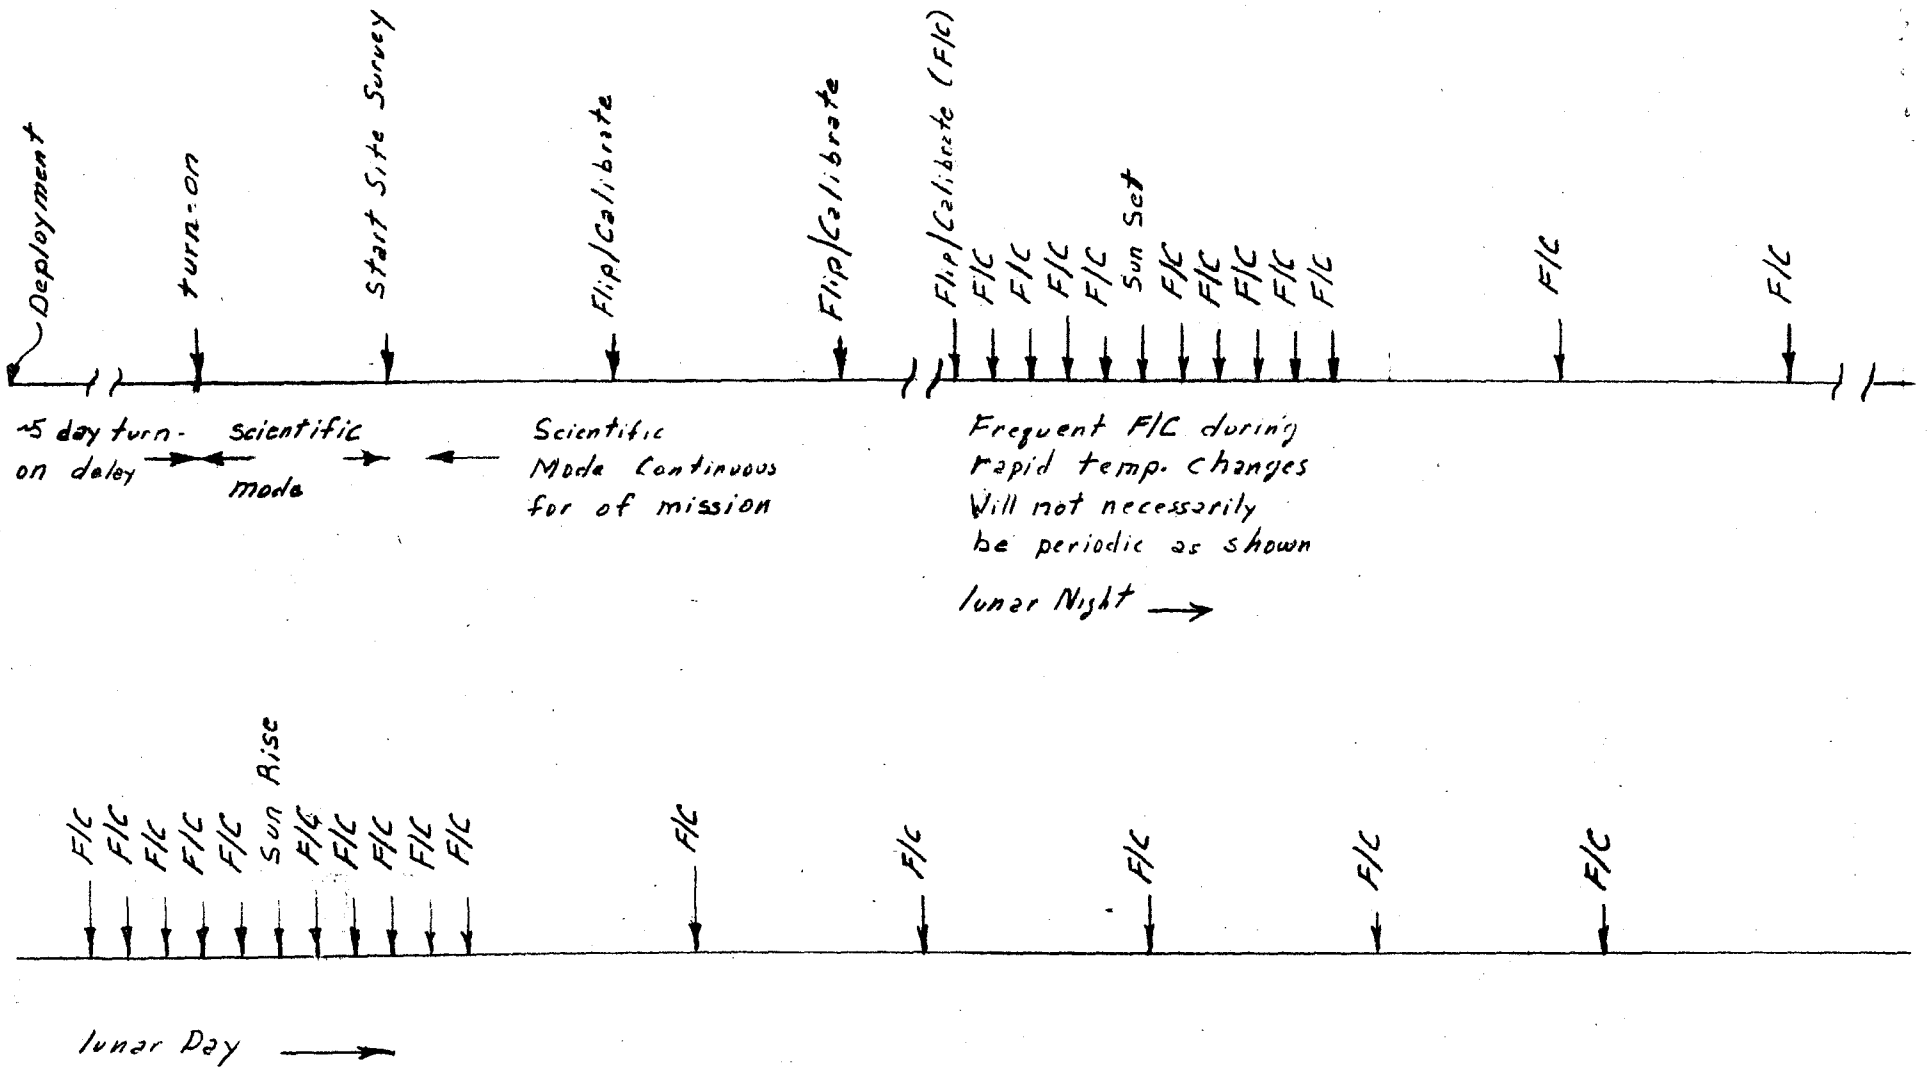 Deployment
turn-on
Start Site Survey
Flip/Calibrate
Flip/Calibrate
Flip/Calibrate (F/C)
F/C
F/C
F/C
F/C
Sun Set
F/C
F/C
F/C
F/C
F/C
F/C
F/C
~5 day turn-
on delay
scientific
mode
Scientific
Mode Continuous
for of mission
Frequent F/C during
rapid temp. changes
Will not necessarily
be periodic as shown
lunar Night
F/C
F/C
F/C
F/C
F/C
Sun Rise
F/C
F/C
F/C
F/C
F/C
F/C
F/C
F/C
F/C
F/C
lunar Day